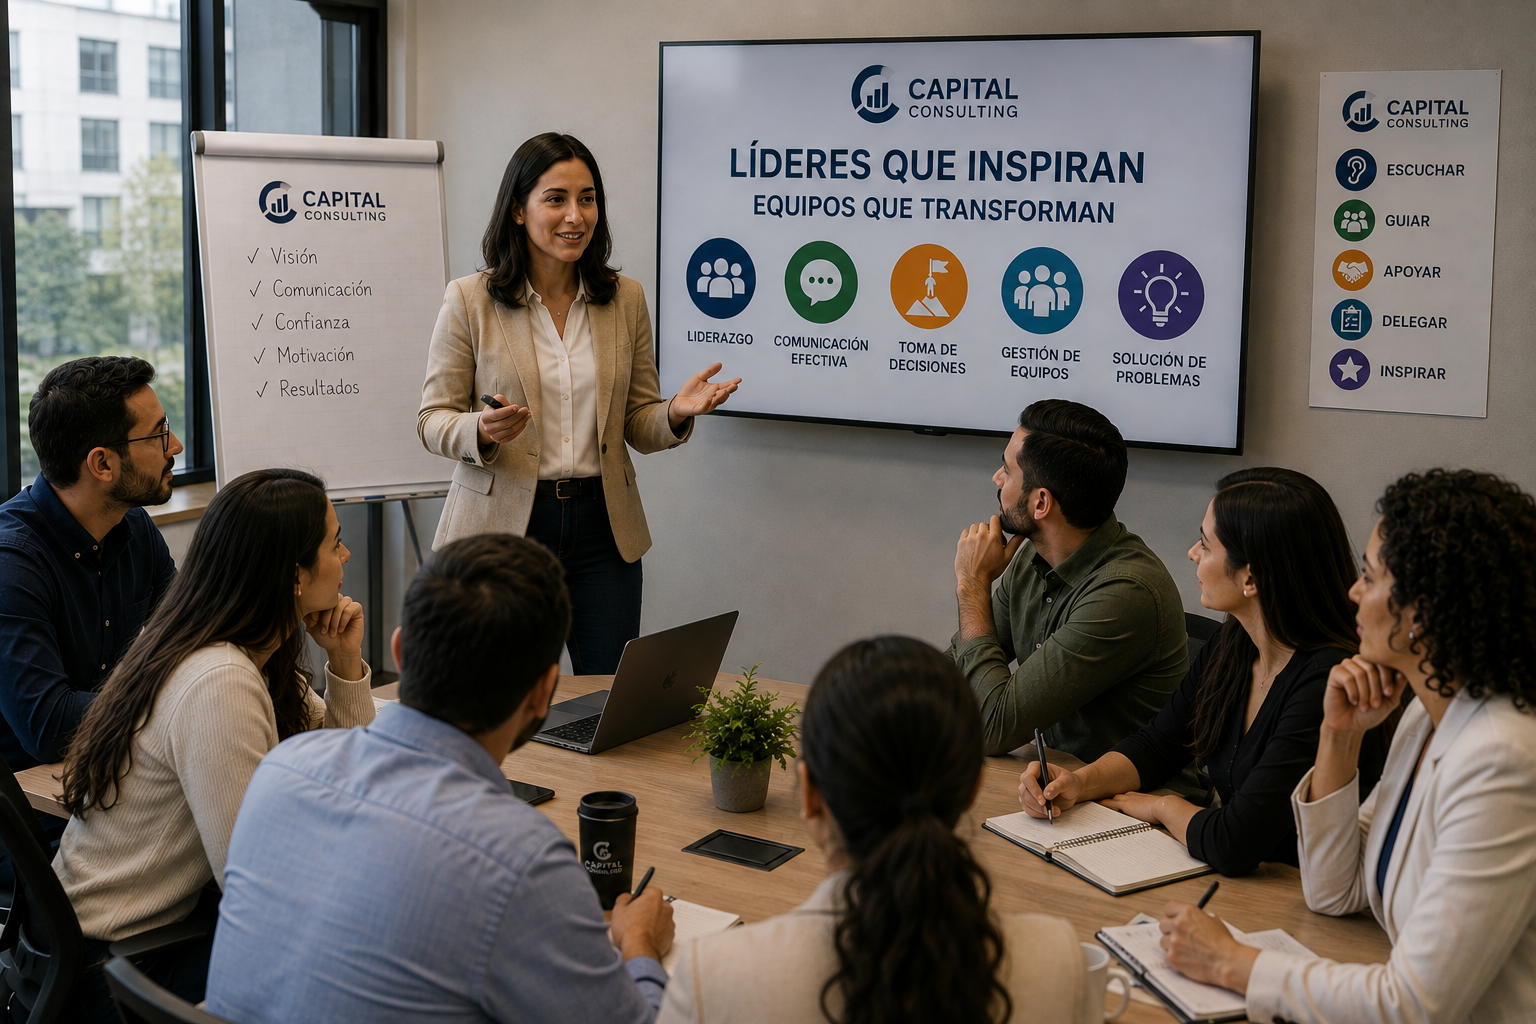 CAPITAL
CONSULTING
✓ Visión
✓ Comunicación
✓ Confianza
✓ Motivación
✓ Resultados
CAPITAL
CONSULTING
LÍDERES QUE INSPIRAN
EQUIPOS QUE TRANSFORMAN
LIDERAZGO
COMUNICACIÓN
EFECTIVA
TOMA DE
DECISIONES
GESTIÓN DE
EQUIPOS
SOLUCIÓN DE
PROBLEMAS
CAPITAL
CONSULTING
ESCUCHAR
GUIAR
APOYAR
DELEGAR
INSPIRAR
CAPITAL